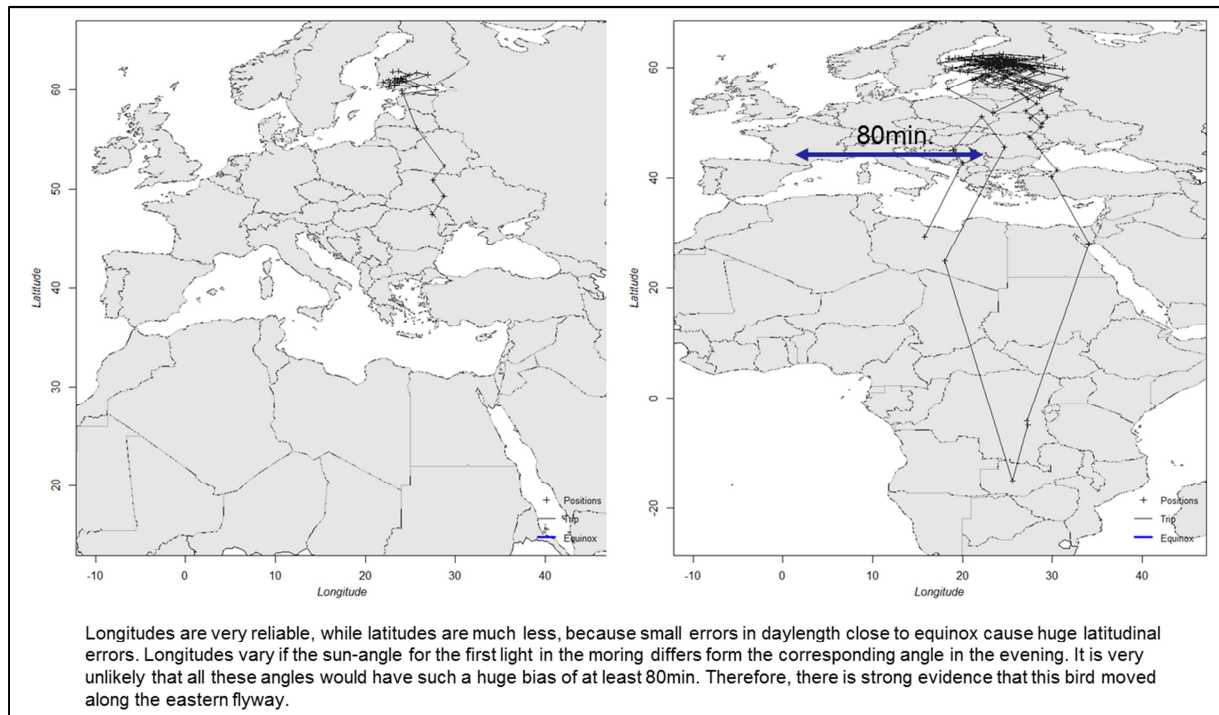 60
50
40
30
20
Latitude
-10
0
10
20
30
40
Longitude
Positions
Trip
Equinox
80min.
60
40
20
0
-20
Latitude
-10
0
10
20
30
40
Longitude
Positions
Trip
Equinox
Longitudes are very reliable, while latitudes are much less, because small errors in daylength close to equinox cause huge latitudinal
errors. Longitudes vary if the sun-angle for the first light in the moring differs form the corresponding angle in the evening. It is very
unlikely that all these angles would have such a huge bias of at least 80min. Therefore, there is strong evidence that this bird moved
along the eastern flyway.